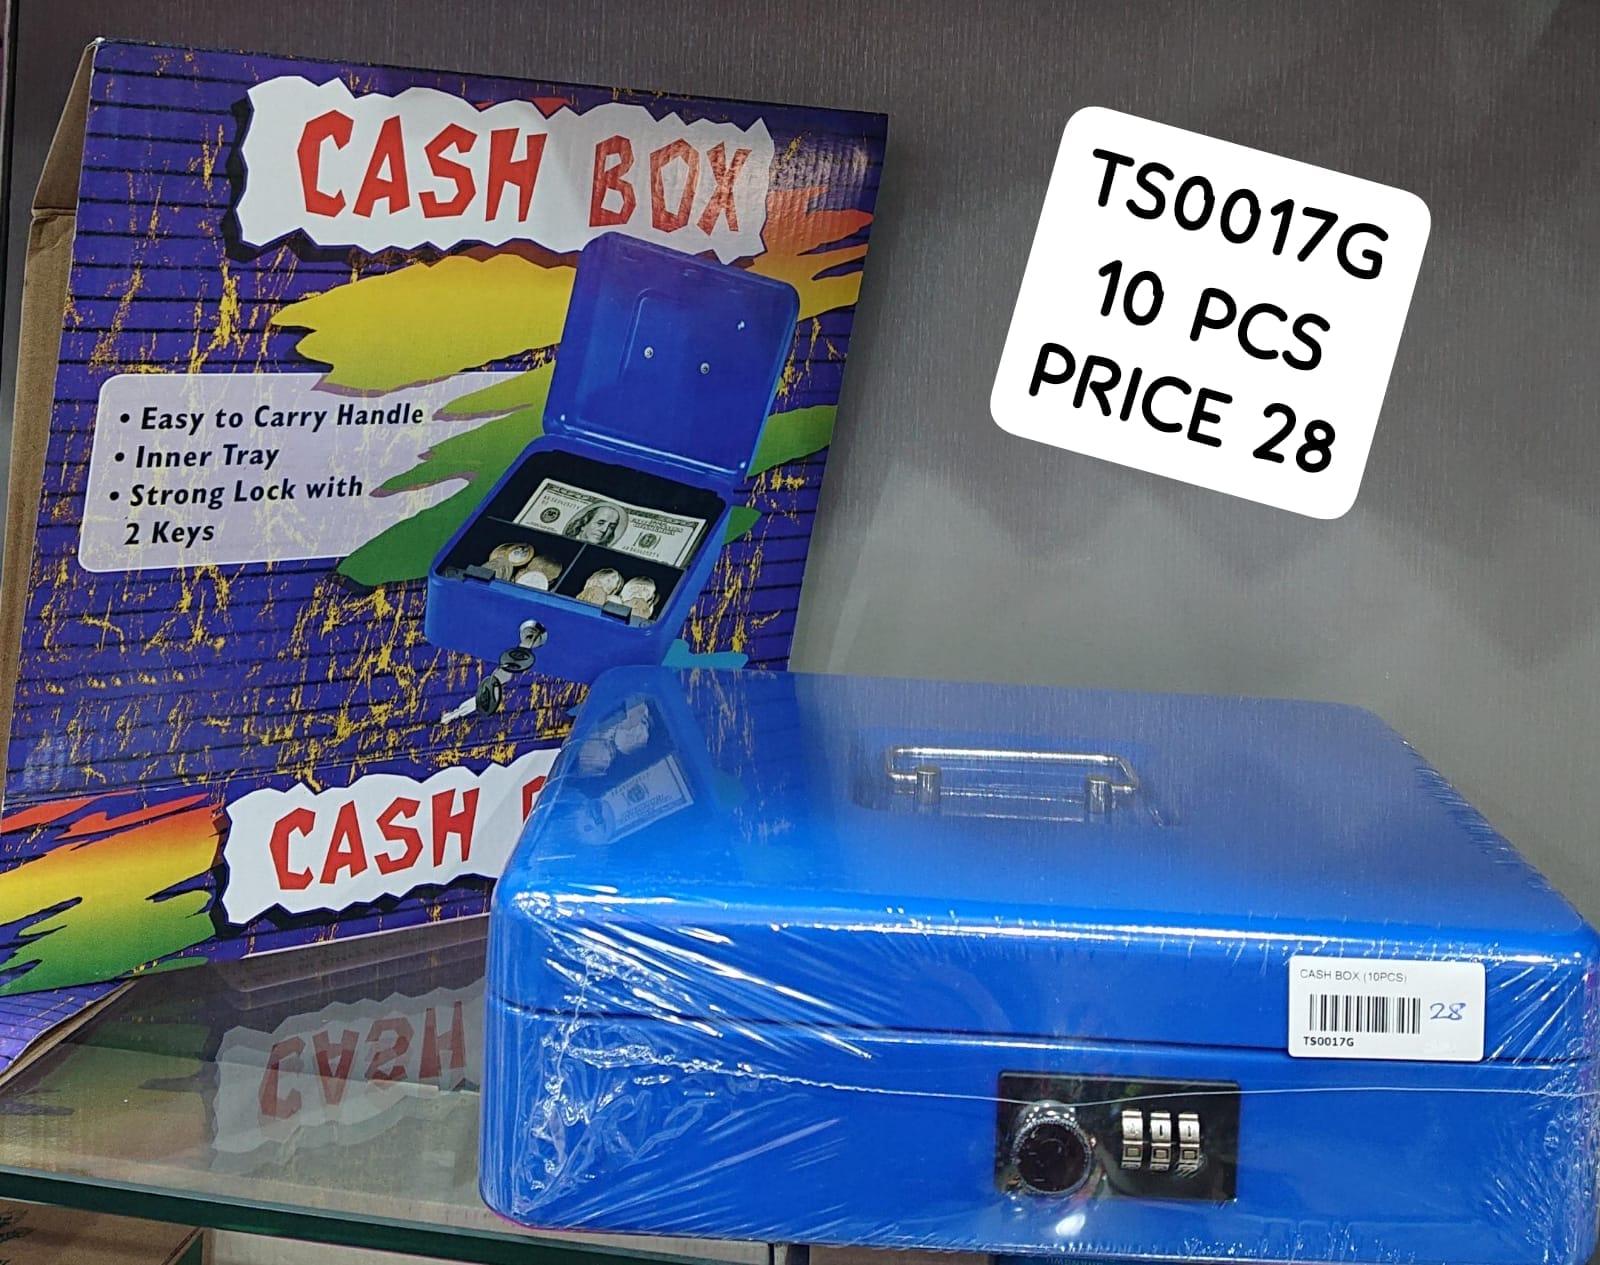 CASH BOX
• Easy to Carry Handle
• Inner Tray
• Strong Lock with
2 Keys
CASH
TS0017G
10 PCS
PRICE 28
CASH BOX (10PCS)
28
TS0017G
CASH